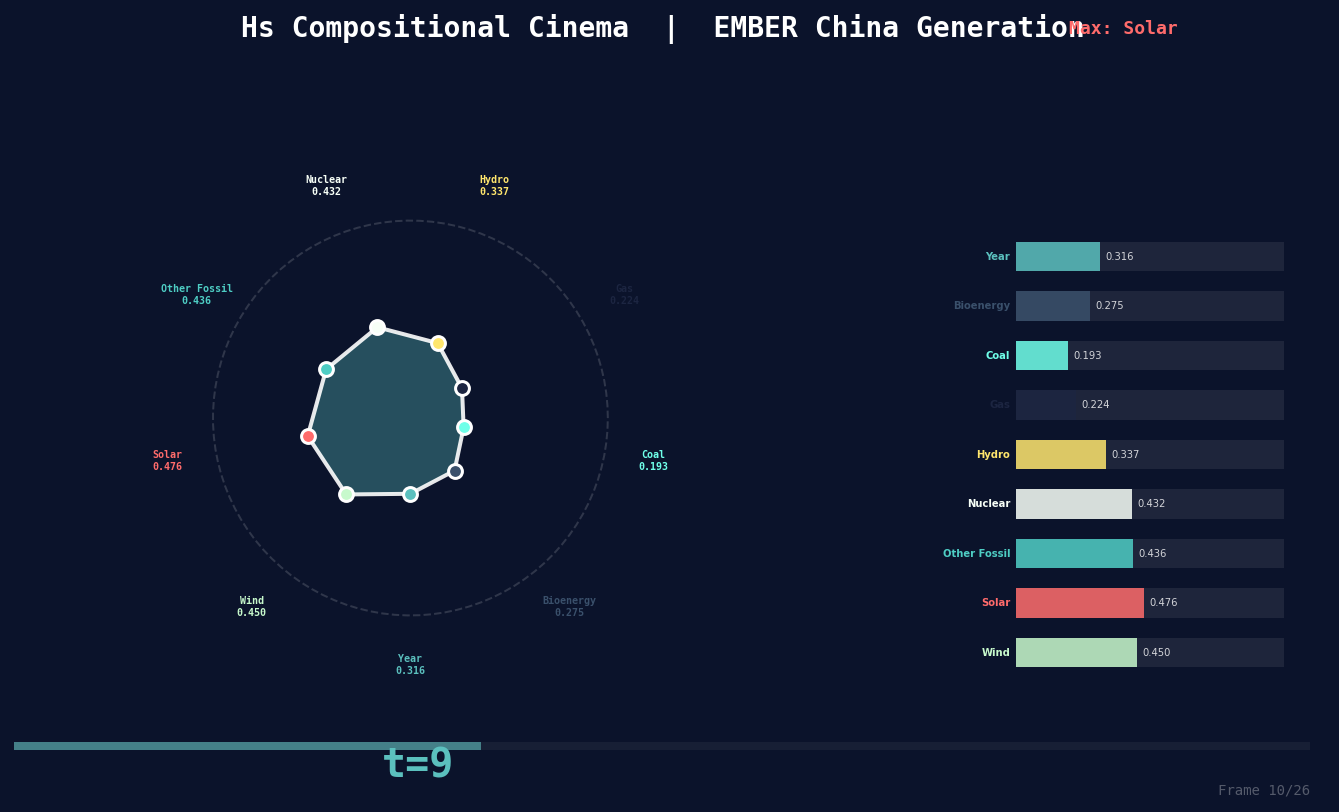 Hs Compositional Cinema | EMBER China Generation
Max: Solar
Nuclear
0.432
Hydro
0.337
Other Fossil
0.436
Gas
0.224
Solar
0.476
Coal
0.193
Wind
0.450
Bioenergy
0.275
Year
0.316
Year 0.316
Bioenergy 0.275
Coal 0.193
Gas 0.224
Hydro 0.337
Nuclear 0.432
Other Fossil 0.436
Solar 0.476
Wind 0.450
t=9
Frame 10/26